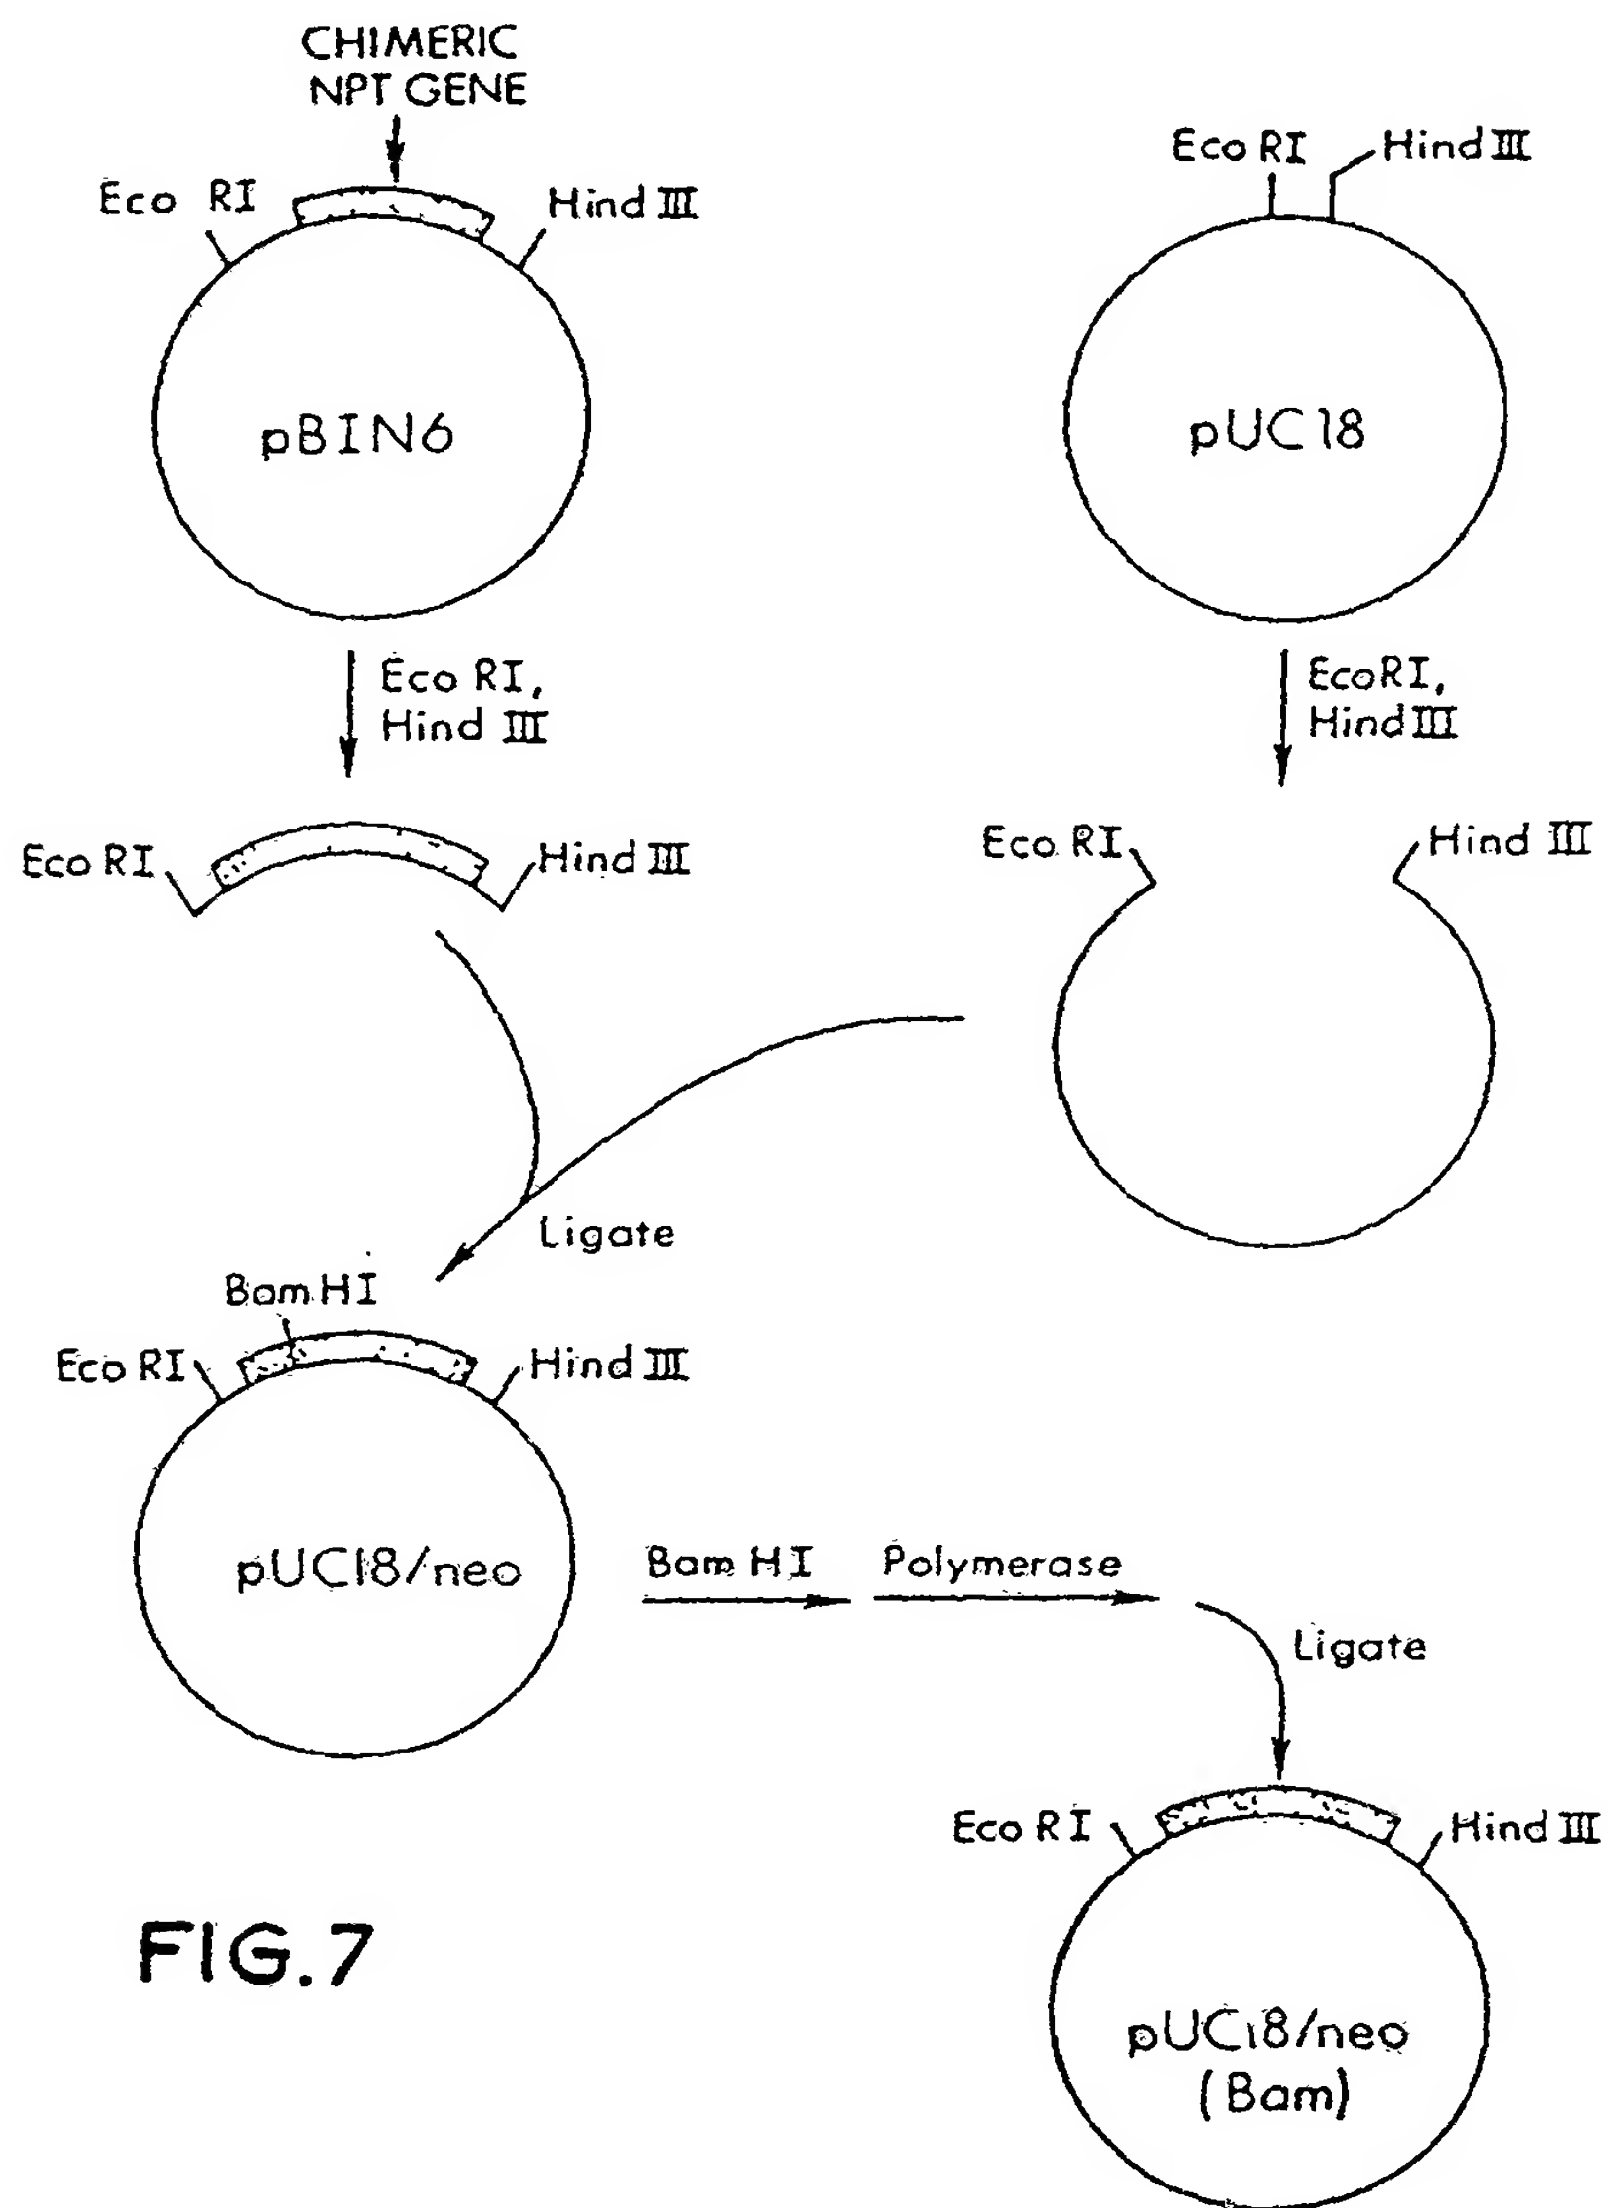 CHIMERIC
NPT GENE
Eco RI
Hind III
Eco RI
Hind III
pBIN6
pUC18
Eco RI,
Hind III
EcoRI,
Hind III
Eco RI
Hind III
Eco RI
Hind III
Ligate
Bam HI
Eco RI
Hind III
pUC18/neo
Bam HI
Polymerase
Ligate
Eco RI
Hind III
pUC18/neo
(Bam)
FIG.7